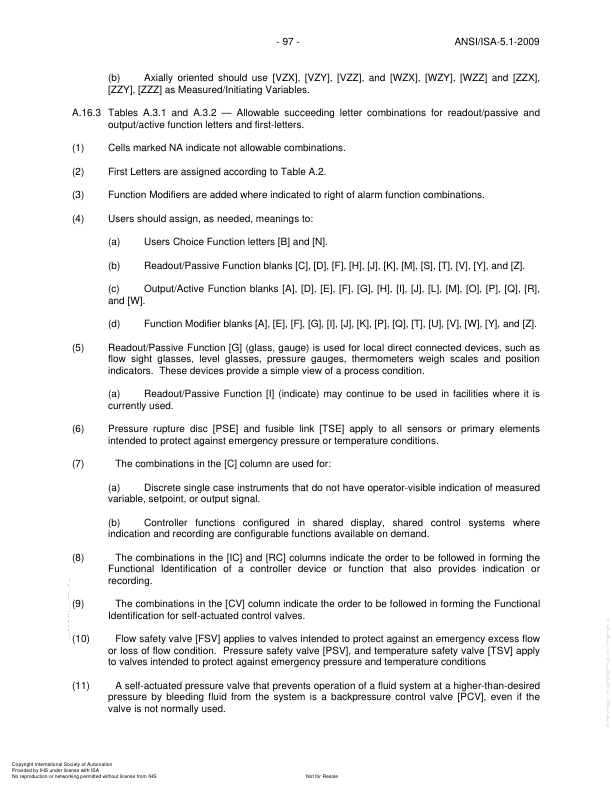 - 97 -
ANSI/ISA-5.1-2009
(b) Axially oriented should use [VZX], [VZY], [VZZ], and [WZX], [WZY], [WZZ] and [ZZX],
[ZZY], [ZZZ] as Measured/Initiating Variables.
A.16.3 Tables A.3.1 and A.3.2 — Allowable succeeding letter combinations for readout/passive and
output/active function letters and first-letters.
(1) Cells marked NA indicate not allowable combinations.
(2) First Letters are assigned according to Table A.2.
(3) Function Modifiers are added where indicated to right of alarm function combinations.
(4) Users should assign, as needed, meanings to:
(a) Users Choice Function letters [B] and [N].
(b) Readout/Passive Function blanks [C], [D], [F], [H], [J], [K], [M], [S], [T], [V], [Y], and [Z].
(c) Output/Active Function blanks [A], [D], [E], [F], [G], [H], [I], [J], [L], [M], [O], [P], [Q], [R],
and [W].
(d) Function Modifier blanks [A], [E], [F], [G], [I], [J], [K], [P], [Q], [T], [U], [V], [W], [Y], and [Z].
(5) Readout/Passive Function [G] (glass, gauge) is used for local direct connected devices, such as
flow sight glasses, level glasses, pressure gauges, thermometers weigh scales and position
indicators. These devices provide a simple view of a process condition.
(a) Readout/Passive Function [I] (indicate) may continue to be used in facilities where it is
currently used.
(6) Pressure rupture disc [PSE] and fusible link [TSE] apply to all sensors or primary elements
intended to protect against emergency pressure or temperature conditions.
(7) The combinations in the [C] column are used for:
(a) Discrete single case instruments that do not have operator-visible indication of measured
variable, setpoint, or output signal.
(b) Controller functions configured in shared display, shared control systems where
indication and recording are configurable functions available on demand.
(8) The combinations in the [IC] and [RC] columns indicate the order to be followed in forming the
Functional Identification of a controller device or function that also provides indication or
recording.
(9) The combinations in the [CV] column indicate the order to be followed in forming the Functional
Identification for self-actuated control valves.
(10) Flow safety valve [FSV] applies to valves intended to protect against an emergency excess flow
or loss of flow condition. Pressure safety valve [PSV], and temperature safety valve [TSV] apply
to valves intended to protect against emergency pressure and temperature conditions
(11) A self-actuated pressure valve that prevents operation of a fluid system at a higher-than-desired
pressure by bleeding fluid from the system is a backpressure control valve [PCV], even if the
valve is not normally used.
Copyright International Society of Automation
Provided by IHS under license with ISA
No reproduction or networking permitted without license from IHS
Not for Resale